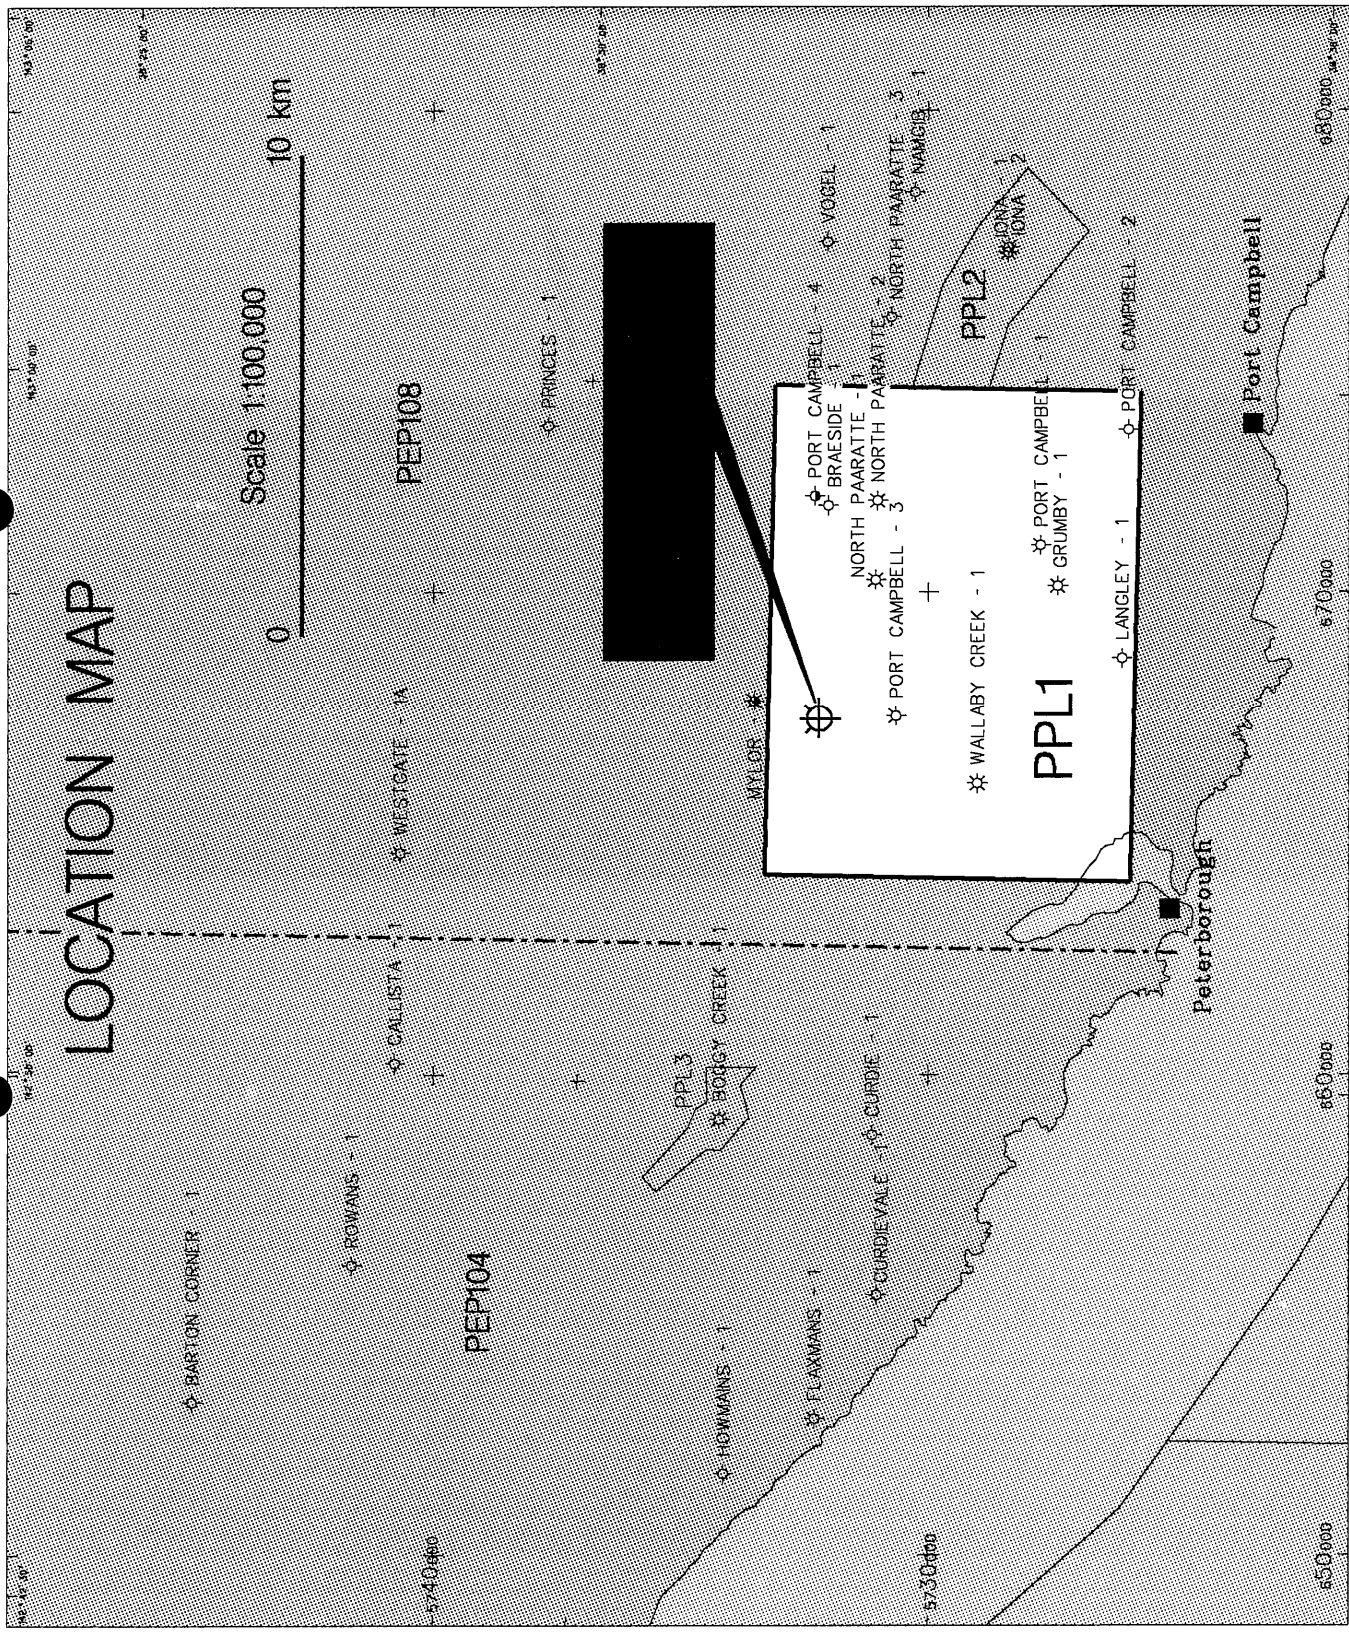 LOCATION MAP
Scale 1:100,000
0
10 km
PEP108
PEP104
PPL1
PPL2
PPL3
BARTON CORNER - 1
ROWANS - 1
CALLISTA - 1
WESTGATE - 1A
PRINCES - 1
HOWMAINS - 1
BOGGY CREEK - 1
MYLOR -
FLAXMANS - 1
CURDIEVALE - 1
CURDIE - 1
PORT CAMPBELL - 4
BRAESIDE - 1
VOGEL - 1
NORTH PAARATTE - 1
NORTH PAARATTE - 2
NORTH PAARATTE - 3
NAMGIB - 1
PORT CAMPBELL - 3
WALLABY CREEK - 1
IONA - 1
IONA - 2
PORT CAMPBELL - 1
GRUMBY - 1
LANGLEY - 1
PORT CAMPBELL - 2
Peterborough
Port Campbell
5740000
5730000
650000
660000
670000
680000
143°00'00"